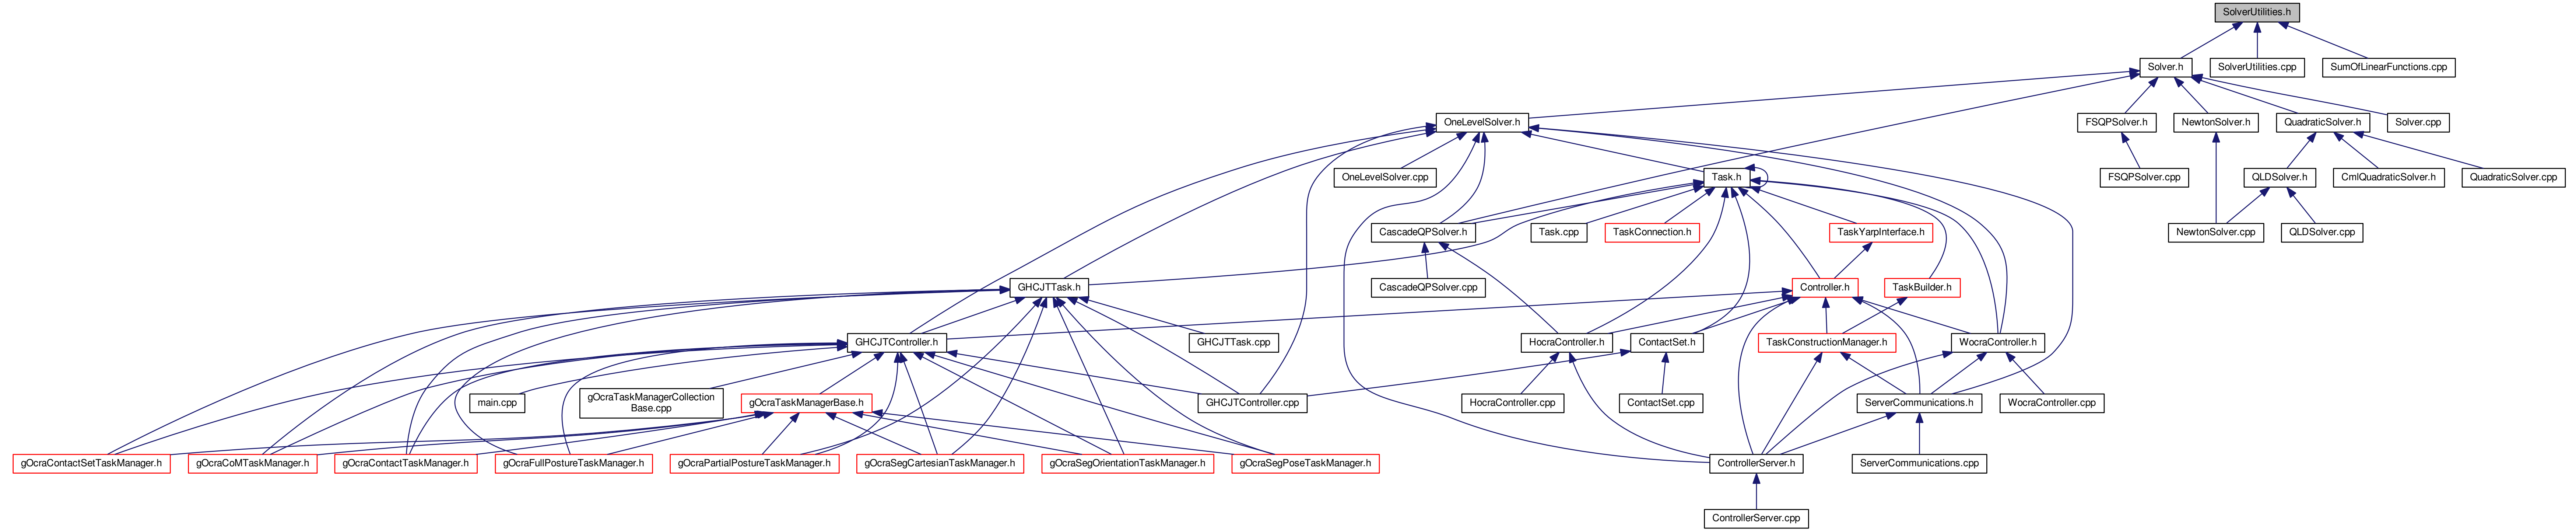 SolverUtilities.h
Solver.h
SolverUtilities.cpp
SumOfLinearFunctions.cpp
OneLevelSolver.h
FSQPSolver.h
NewtonSolver.h
QuadraticSolver.h
Solver.cpp
OneLevelSolver.cpp
Task.h
FSQPSolver.cpp
QLDSolver.h
CmlQuadraticSolver.h
QuadraticSolver.cpp
CascadeQPSolver.h
Task.cpp
TaskConnection.h
TaskYarpInterface.h
NewtonSolver.cpp
QLDSolver.cpp
GHCJTTask.h
CascadeQPSolver.cpp
Controller.h
TaskBuilder.h
GHCJTController.h
GHCJTTask.cpp
HocraController.h
ContactSet.h
TaskConstructionManager.h
WocraController.h
main.cpp
gOcraTaskManagerCollection
Base.cpp
gOcraTaskManagerBase.h
GHCJTController.cpp
HocraController.cpp
ContactSet.cpp
ServerCommunications.h
WocraController.cpp
gOcraContactSetTaskManager.h
gOcraCoMTaskManager.h
gOcraContactTaskManager.h
gOcraFullPostureTaskManager.h
gOcraPartialPostureTaskManager.h
gOcraSegCartesianTaskManager.h
gOcraSegOrientationTaskManager.h
gOcraSegPoseTaskManager.h
ControllerServer.h
ServerCommunications.cpp
ControllerServer.cpp